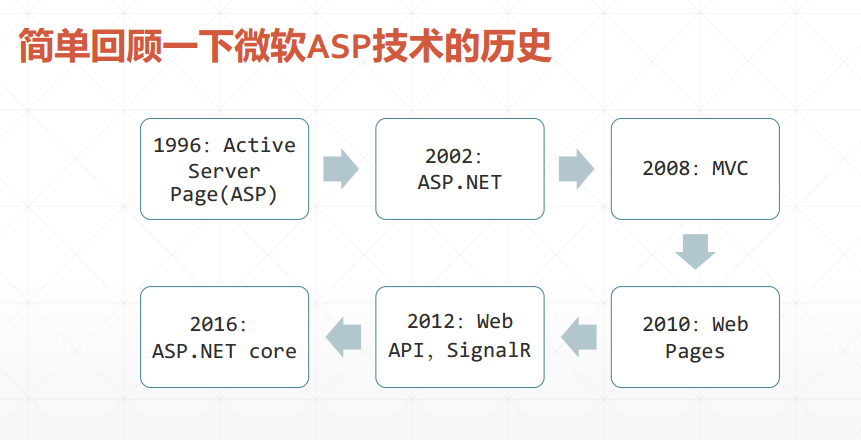 简单回顾一下微软ASP技术的历史
1996：Active
Server
Page(ASP)
2002：
ASP.NET
2008：MVC
2010：Web
Pages
2012：Web
API，SignalR
2016：
ASP.NET core